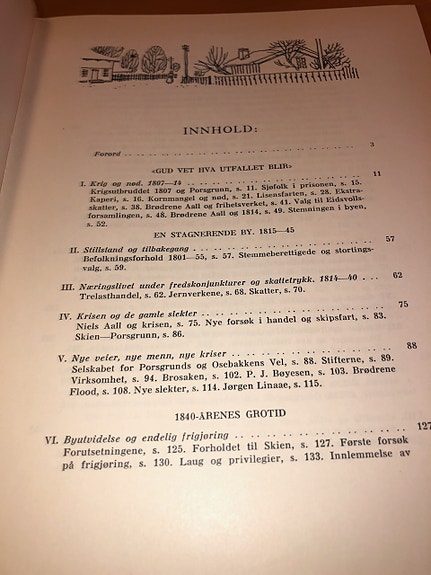 INNHOLD:
Forord .. .. .. .. .. .. .. .. .. .. .. .. .. .. .. .. 3
«GUD VET HVA UTFALLET BLIR»
I. Krig og nød. 1807—14 .. .. .. .. .. .. .. .. .. .. 11
Krigsutbruddet 1807 og Porsgrunn, s. 11. Sjøfolk i prisonen, s. 15.
Kaperi, s. 16. Kornmangel og nød, s. 21. Lisensfarten, s. 28. Ekstra-
skatter, s. 38. Brødrene Aall og frihetsverket, s. 41. Valg til Eidsvolls-
forsamlingen, s. 48. Brødrene Aall og 1814, s. 49. Stemningen i byen,
s. 52.
EN STAGNERENDE BY. 1815—45
II. Stillstand og tilbakegang .. .. .. .. .. .. .. .. .. 57
Befolkningsforhold 1801—55, s. 57. Stemmeberettigede og stortings-
valg, s. 59.
III. Næringslivet under fredskonjunkturer og skattetrykk. 1814—40 .. .. 62
Trelasthandel, s. 62. Jernverkene, s. 68. Skatter, s. 70.
IV. Krisen og de gamle slekter .. .. .. .. .. .. .. .. 75
Niels Aall og krisen, s. 75. Nye forsøk i handel og skipsfart, s. 83.
Skien—Porsgrunn, s. 86.
V. Nye veier, nye menn, nye kriser .. .. .. .. .. .. .. 88
Selskabet for Porsgrunds og Osebakkens Vel, s. 88. Stifterne, s. 89.
Virksomhet, s. 94. Brosaken, s. 102. P. J. Bøyesen, s. 103. Brødrene
Flood, s. 108. Nye slekter, s. 114. Jørgen Linaae, s. 115.
1840-ÅRENES GROTID
VI. Byutvidelse og endelig frigjøring .. .. .. .. .. .. .. 127
Forutsetningene, s. 125. Forholdet til Skien, s. 127. Første forsøk
på frigjøring, s. 130. Laug og privilegier, s. 133. Innlemmelse av